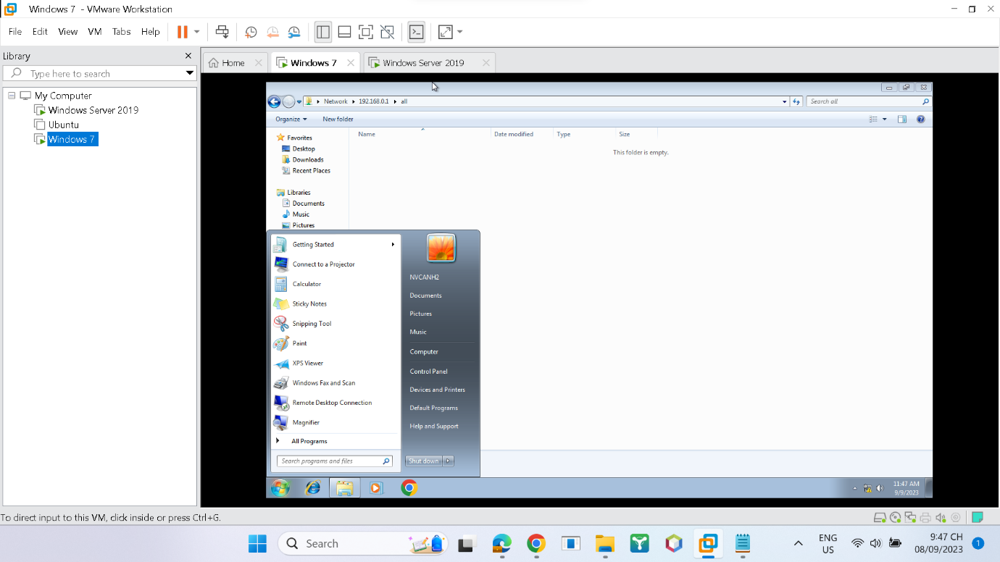 Windows 7 - VMware Workstation
File Edit View VM Tabs Help
Library
Type here to search
My Computer
Windows Server 2019
Ubuntu
Windows 7
Home
Windows 7
Windows Server 2019
Network 192.168.0.1 all
Search all
Organize New folder
Favorites
Desktop
Downloads
Recent Places
Libraries
Documents
Music
Pictures
Name Date modified Type Size
This folder is empty.
Getting Started
Connect to a Projector
Calculator
Sticky Notes
Snipping Tool
Paint
XPS Viewer
Windows Fax and Scan
Remote Desktop Connection
Magnifier
All Programs
Search programs and files
NVCANH2
Documents
Pictures
Music
Computer
Control Panel
Devices and Printers
Default Programs
Help and Support
Shut down
11:47 AM
9/9/2023
To direct input to this VM, click inside or press Ctrl+G.
Search
ENG
US
9:47 CH
08/09/2023
1